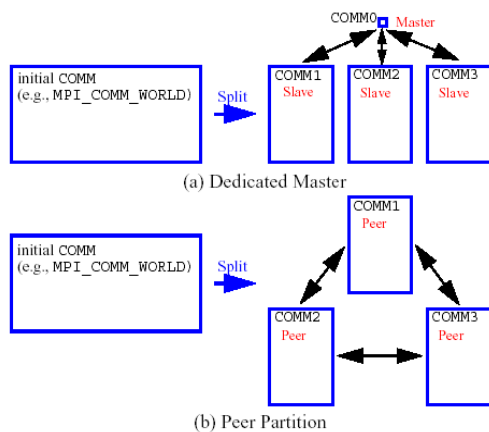 COMM0
Master
initial COMM
(e.g., MPI_COMM_WORLD)
Split
COMM1
Slave
COMM2
Slave
COMM3
Slave
(a) Dedicated Master
initial COMM
(e.g., MPI_COMM_WORLD)
Split
COMM1
Peer
COMM2
Peer
COMM3
Peer
(b) Peer Partition